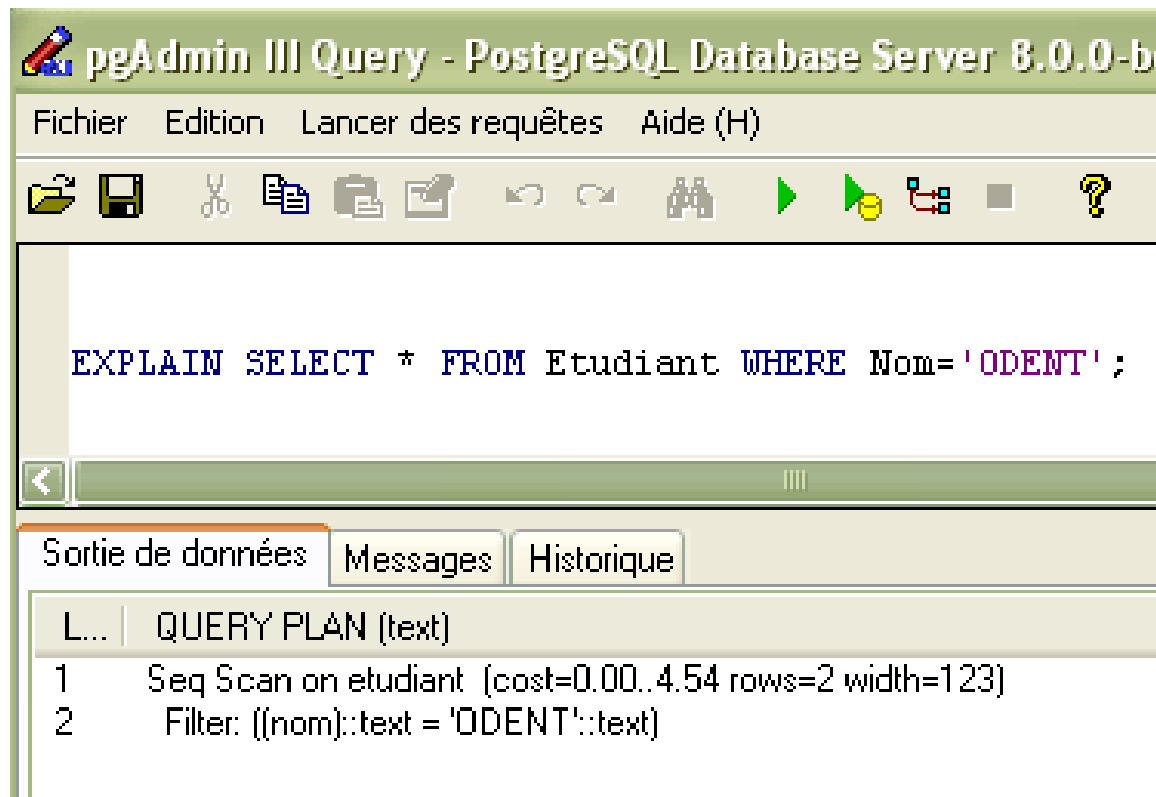 pgAdmin III Query - PostgreSQL Database Server 8.0.0-b
Fichier Edition Lancer des requêtes Aide (H)
EXPLAIN SELECT * FROM Etudiant WHERE Nom='ODENT';
Sortie de données Messages Historique
L... QUERY PLAN (text)
1 Seq Scan on etudiant (cost=0.00..4.54 rows=2 width=123)
2 Filter: ((nom)::text = 'ODENT'::text)